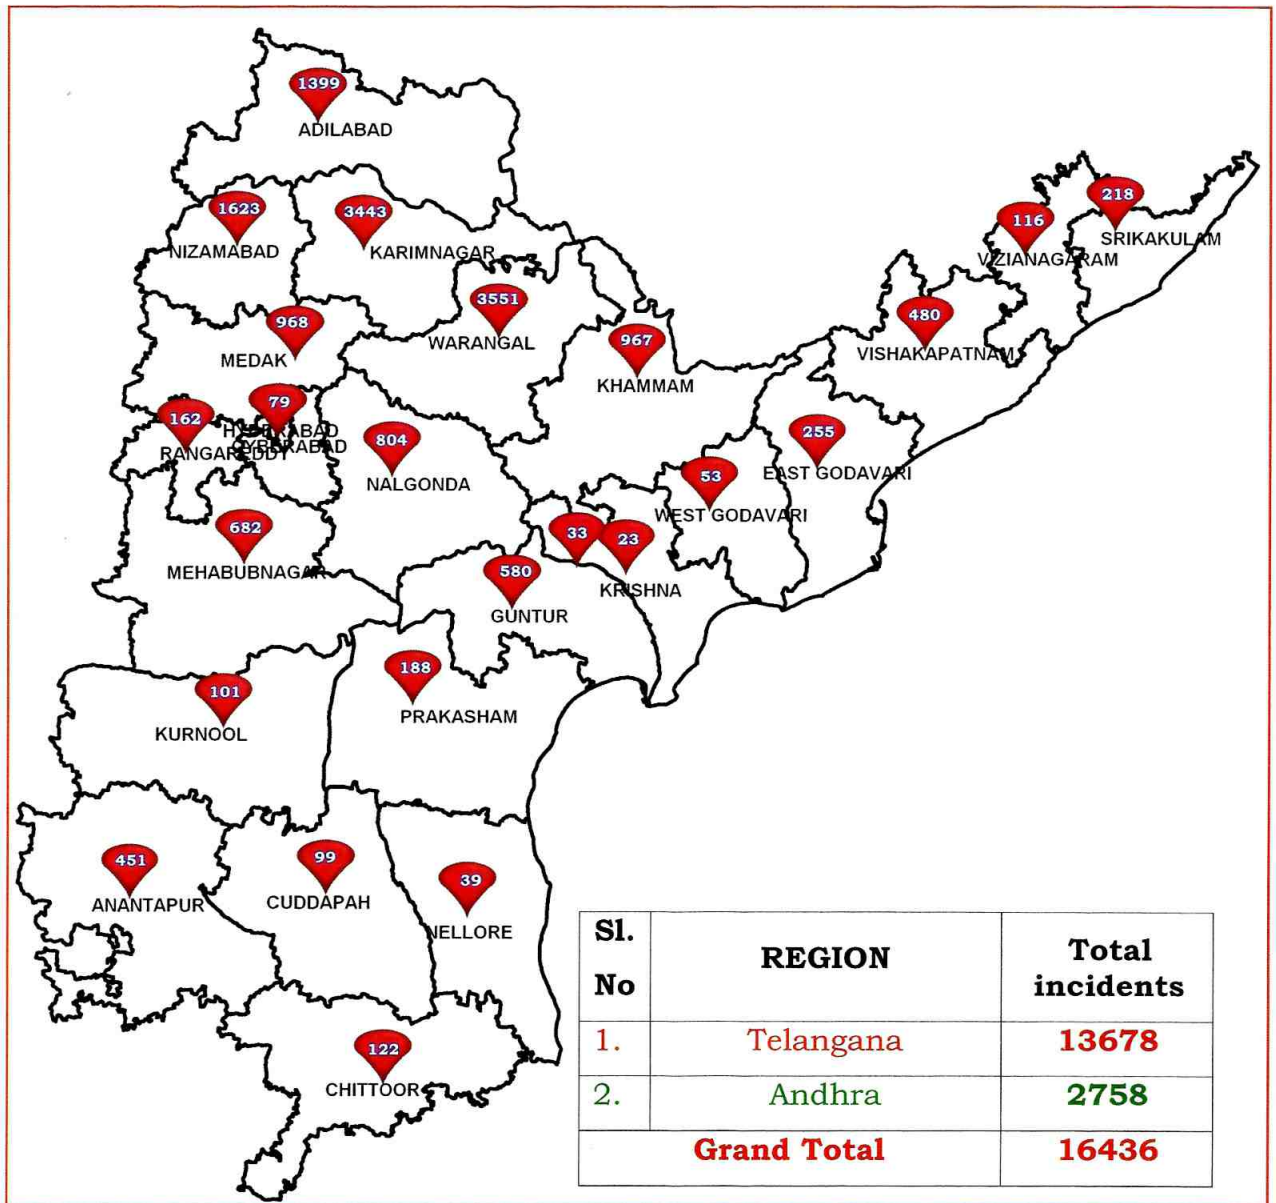 1399
ADILABAD
218
SRIKAKULAM
116
VIZIANAGARAM
1623
NIZAMABAD
3443
KARIMNAGAR
3551
WARANGAL
480
VISHAKAPATNAM
968
MEDAK
967
KHAMMAM
79
HYDERABAD
CYBERABAD
162
RANGAREDDY
804
NALGONDA
255
EAST GODAVARI
53
WEST GODAVARI
682
MEHABUBNAGAR
33
23
KRISHNA
580
GUNTUR
188
PRAKASHAM
101
KURNOOL
451
ANANTAPUR
99
CUDDAPAH
39
NELLORE
122
CHITTOOR
Sl. No REGION Total incidents
1. Telangana 13678
2. Andhra 2758
Grand Total 16436